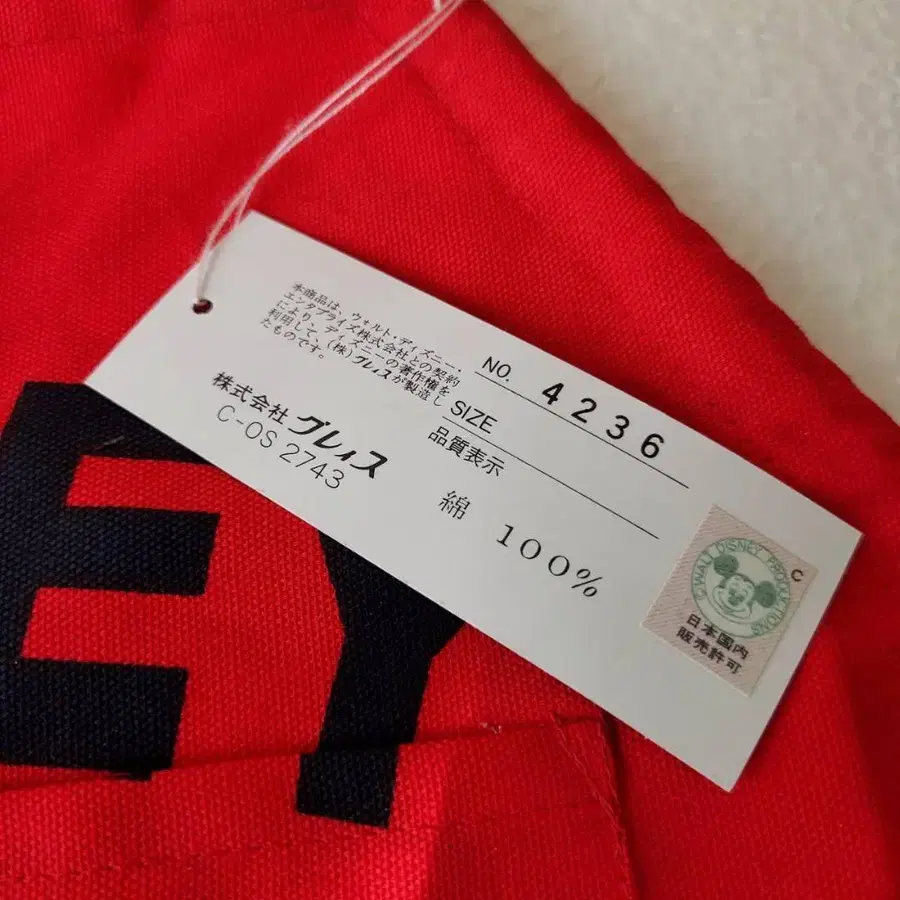 本商品は、ウォルト・ディズニー・
エンタプライズ株式会社との契約
により、ディズニーの著作権を
利用して、(株)グレィスが製造し
たものです。
株式会社グレィス
C-OS 2743
NO. 4236
SIZE
品質表示
綿 100%
C
©WALT DISNEY PRODUCTIONS
日本国内
販売許可
EY